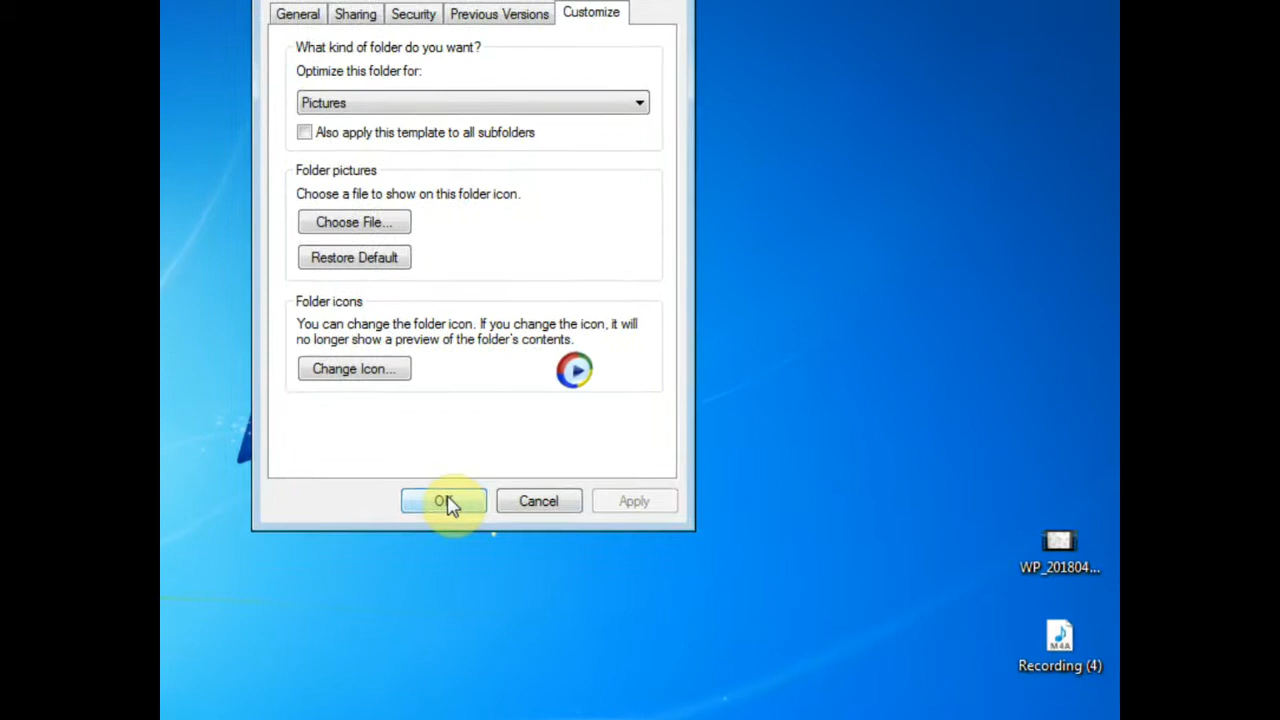 General
Sharing
Security
Previous Versions
Customize
What kind of folder do you want?
Optimize this folder for:
Pictures
Also apply this template to all subfolders
Folder pictures
Choose a file to show on this folder icon.
Choose File...
Restore Default
Folder icons
You can change the folder icon. If you change the icon, it will
no longer show a preview of the folder's contents.
Change Icon...
OK
Cancel
Apply
WP_201804...
M4A
Recording (4)